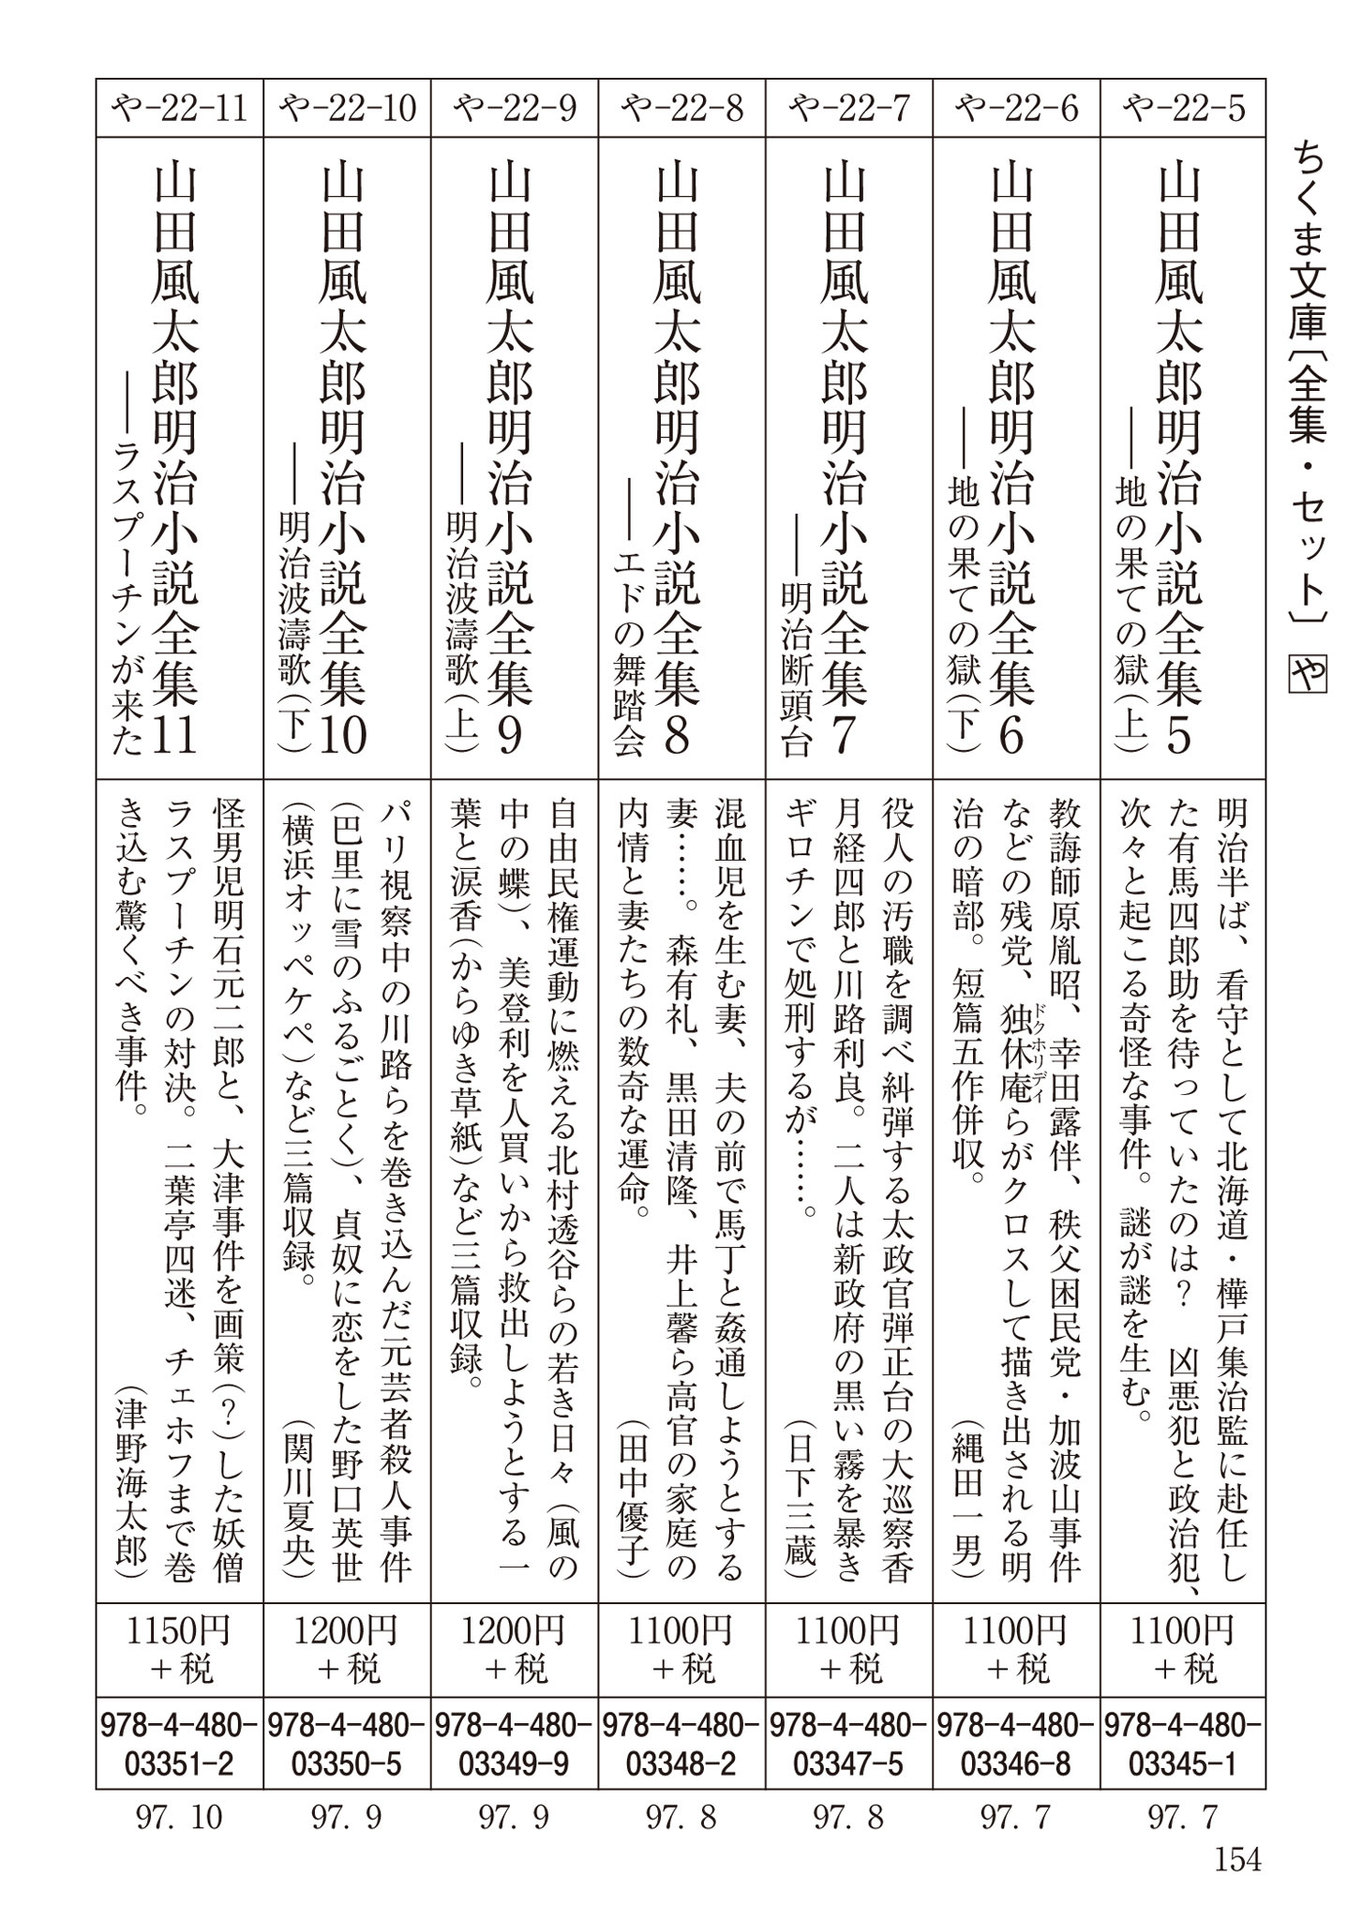 ちくま文庫〔全集・セット〕 や
や-22-5
山田風太郎明治小説全集5
――地の果ての獄(上)
明治半ば、看守として北海道・樺戸集治監に赴任し
た有馬四郎助を待っていたのは? 凶悪犯と政治犯、
次々と起こる奇怪な事件。謎が謎を生む。
1100円
+税
978-4-480-
03345-1
97. 7
や-22-6
山田風太郎明治小説全集6
――地の果ての獄(下)
教誨師原胤昭、幸田露伴、秩父困民党・加波山事件
などの残党、独休庵らがクロスして描き出される明
ドクホリデイ
治の暗部。短篇五作併収。 (縄田一男)
1100円
+税
978-4-480-
03346-8
97. 7
や-22-7
山田風太郎明治小説全集7
――明治断頭台
役人の汚職を調べ糾弾する太政官弾正台の大巡察香
月経四郎と川路利良。二人は新政府の黒い霧を暴き
ギロチンで処刑するが……。 (日下三蔵)
1100円
+税
978-4-480-
03347-5
97. 8
や-22-8
山田風太郎明治小説全集8
――エドの舞踏会
混血児を生む妻、夫の前で馬丁と姦通しようとする
妻……。森有礼、黒田清隆、井上馨ら高官の家庭の
内情と妻たちの数奇な運命。 (田中優子)
1100円
+税
978-4-480-
03348-2
97. 8
や-22-9
山田風太郎明治小説全集9
――明治波濤歌(上)
自由民権運動に燃える北村透谷らの若き日々(風の
中の蝶)、美登利を人買いから救出しようとする一
葉と涙香(からゆき草紙)など三篇収録。
1200円
+税
978-4-480-
03349-9
97. 9
や-22-10
山田風太郎明治小説全集10
――明治波濤歌(下)
パリ視察中の川路らを巻き込んだ元芸者殺人事件
(巴里に雪のふるごとく)、貞奴に恋をした野口英世
(横浜オッペケペ)など三篇収録。 (関川夏央)
1200円
+税
978-4-480-
03350-5
97. 9
や-22-11
山田風太郎明治小説全集11
――ラスプーチンが来た
怪男児明石元二郎と、大津事件を画策(?)した妖僧
ラスプーチンの対決。二葉亭四迷、チェホフまで巻
き込む驚くべき事件。 (津野海太郎)
1150円
+税
978-4-480-
03351-2
97. 10
154